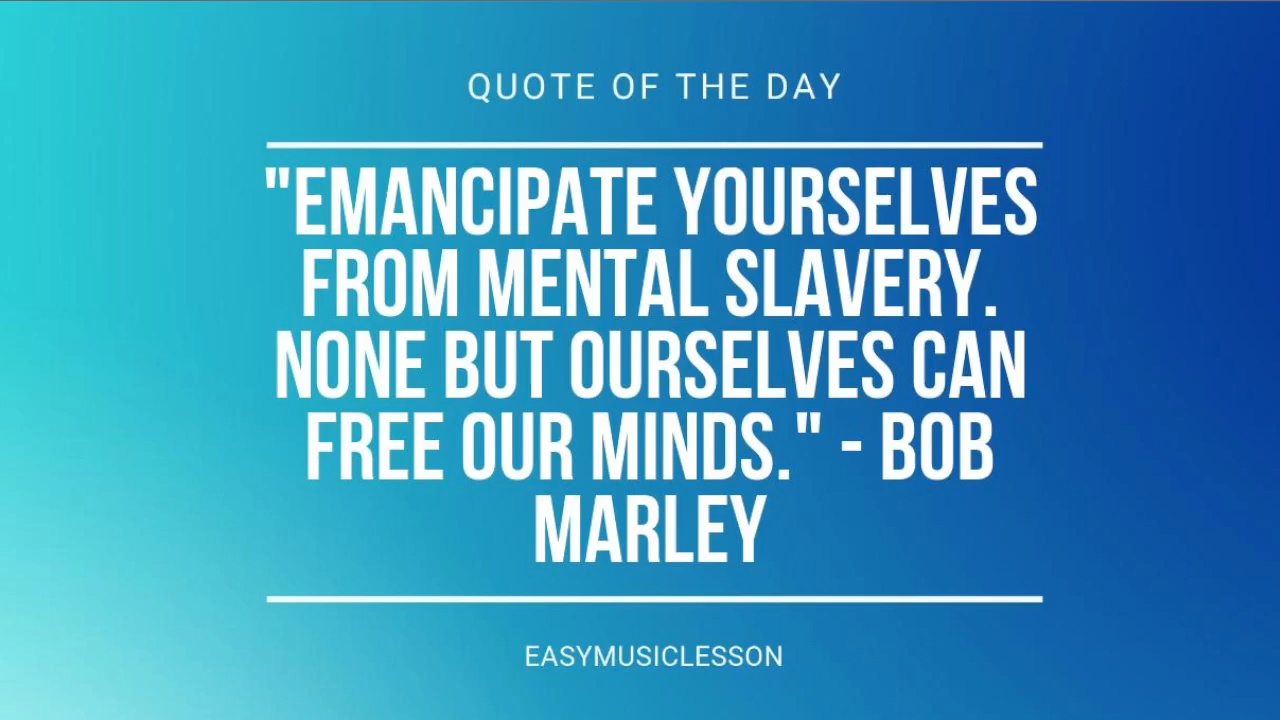 QUOTE OF THE DAY
"EMANCIPATE YOURSELVES
FROM MENTAL SLAVERY.
NONE BUT OURSELVES CAN
FREE OUR MINDS." - BOB
MARLEY
EASYMUSICLESSON